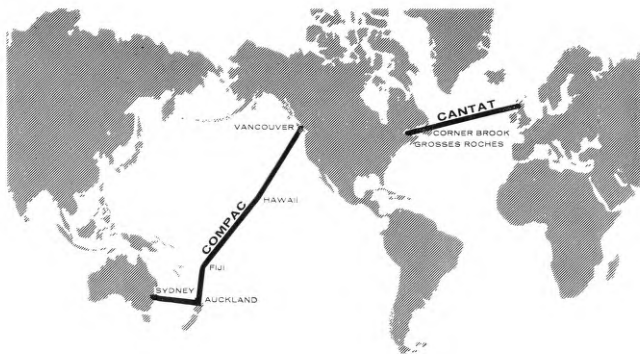 CANTAT
VANCOUVER
CORNER BROOK
GROSSES ROCHES
HAWAII
COMPAC
FIJI
SYDNEY
AUCKLAND